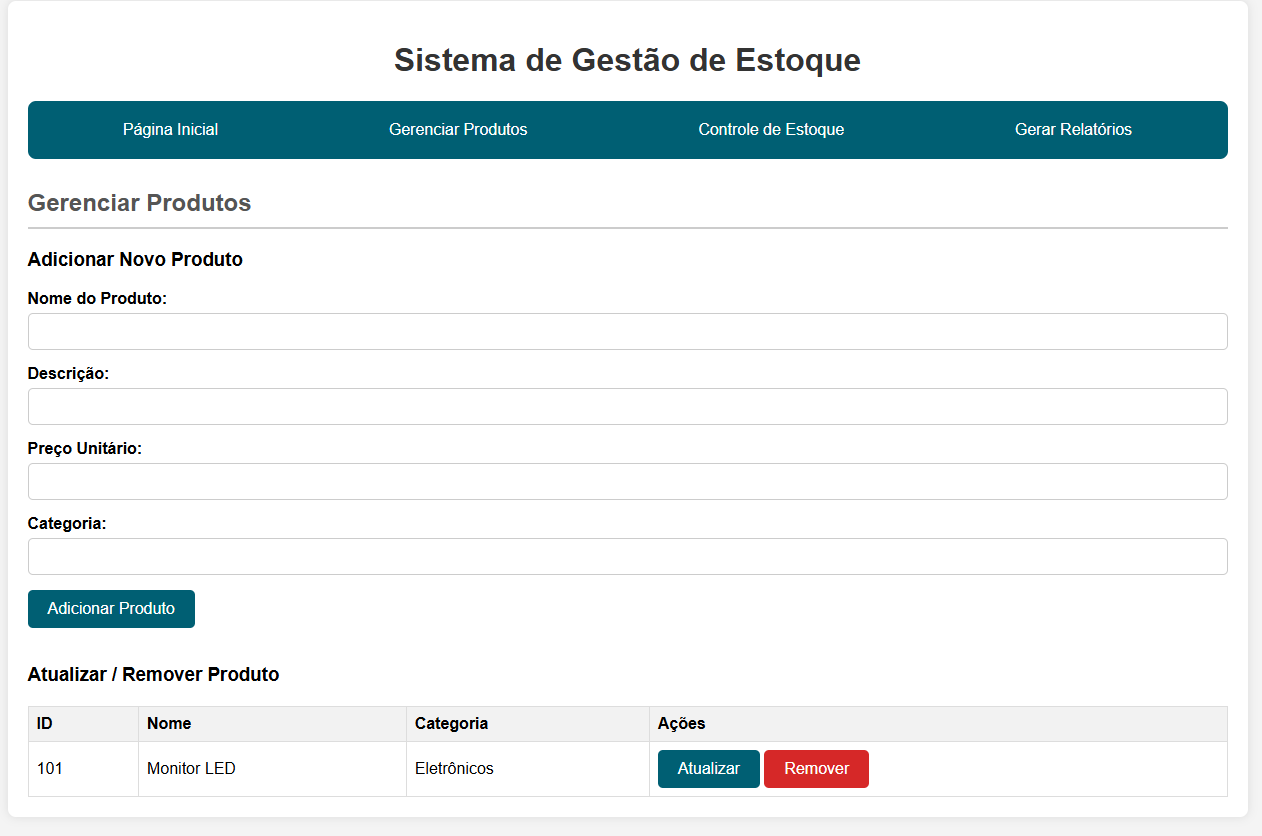 Sistema de Gestão de Estoque
Página Inicial Gerenciar Produtos Controle de Estoque Gerar Relatórios
Gerenciar Produtos
Adicionar Novo Produto
Nome do Produto:
Descrição:
Preço Unitário:
Categoria:
Adicionar Produto
Atualizar / Remover Produto
ID Nome Categoria Ações
101 Monitor LED Eletrônicos Atualizar Remover